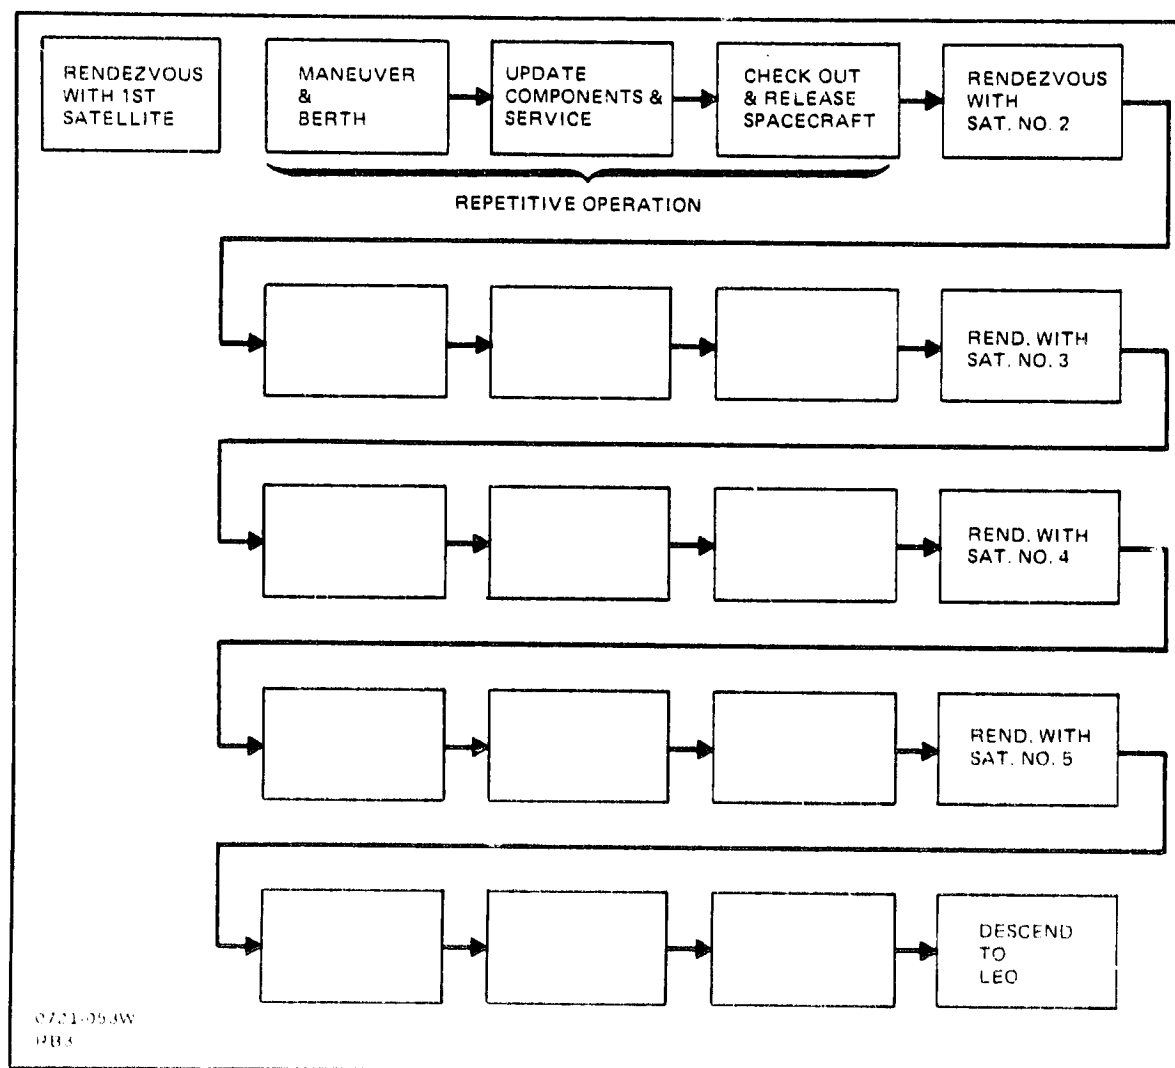 RENDEZVOUS
WITH 1ST
SATELLITE
MANEUVER
&
BERTH
UPDATE
COMPONENTS &
SERVICE
CHECK OUT
& RELEASE
SPACECRAFT
RENDEZVOUS
WITH
SAT. NO. 2
REPETITIVE OPERATION
REND. WITH
SAT. NO. 3
REND. WITH
SAT. NO. 4
REND. WITH
SAT. NO. 5
DESCEND
TO
LEO